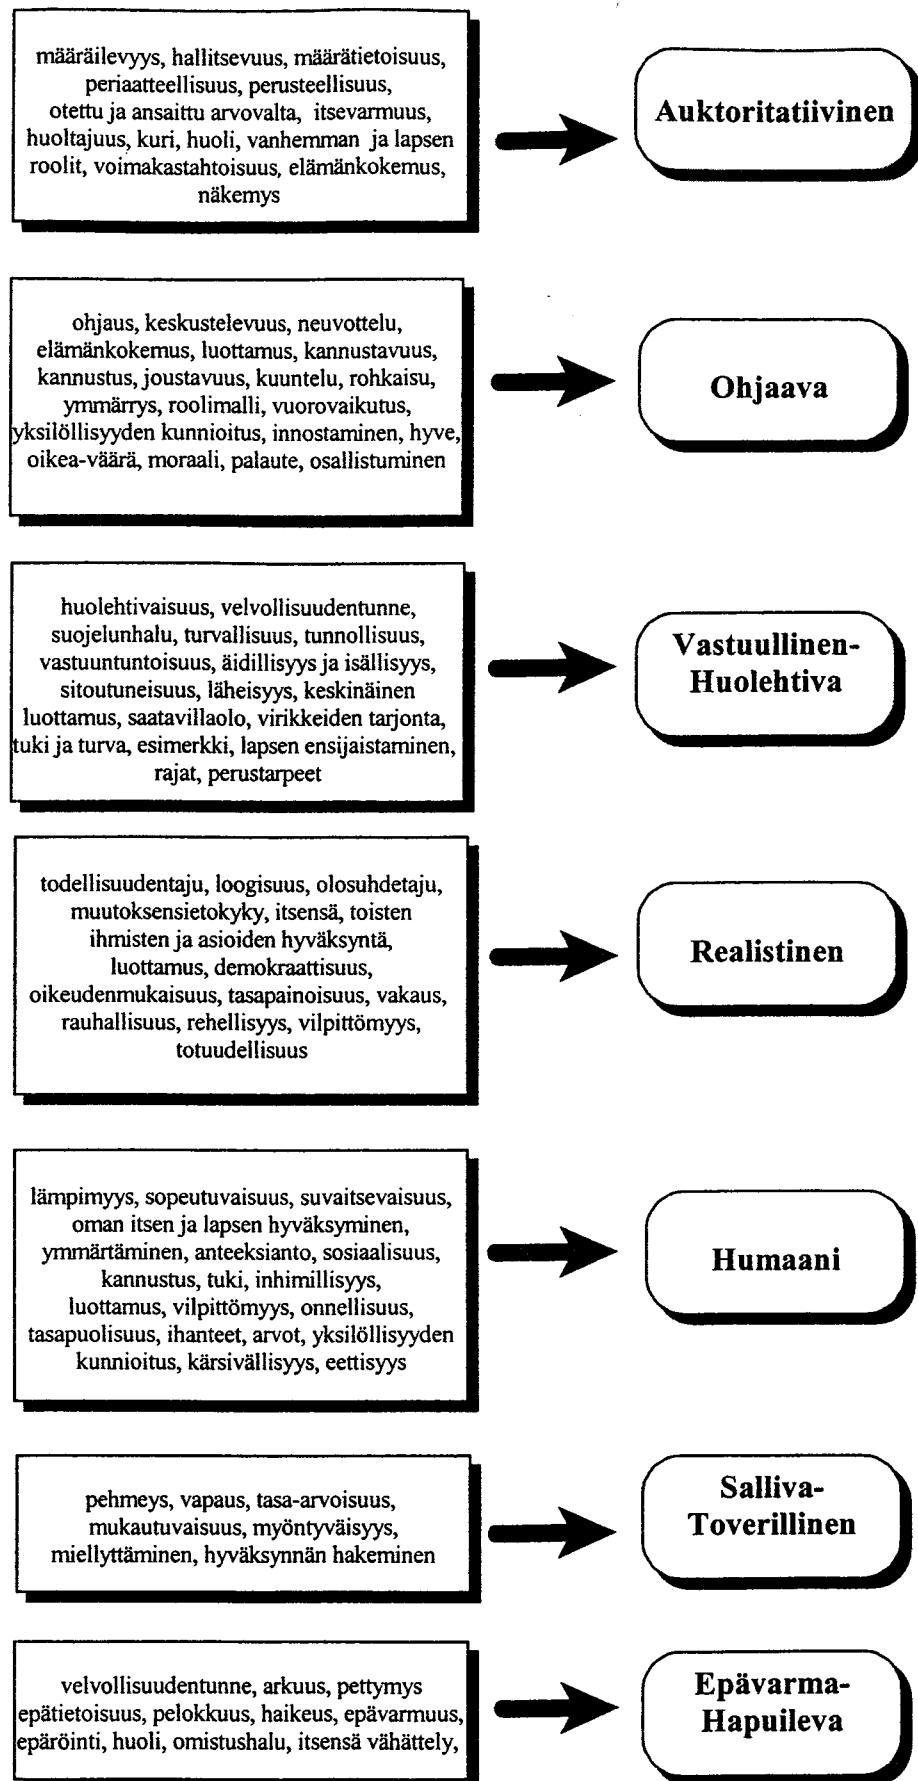 määräilevyys, hallitsevuus, määrätietoisuus,
periaatteellisuus, perusteellisuus,
otettu ja ansaittu arvovalta, itsevarmuus,
huoltajuus, kuri, huoli, vanhemman ja lapsen
roolit, voimakastahtoisuus, elämänkokemus,
näkemys
Auktoritatiivinen
ohjaus, keskustelevuus, neuvottelu,
elämänkokemus, luottamus, kannustavuus,
kannustus, joustavuus, kuuntelu, rohkaisu,
ymmärrys, roolimalli, vuorovaikutus,
yksilöllisyyden kunnioitus, innostaminen, hyve,
oikea-väärä, moraali, palaute, osallistuminen
Ohjaava
huolehtivaisuus, velvollisuudentunne,
suojelunhalu, turvallisuus, tunnollisuus,
vastuuntuntoisuus, äidillisyys ja isällisyys,
sitoutuneisuus, läheisyys, keskinäinen
luottamus, saatavillaolo, virikkeiden tarjonta,
tuki ja turva, esimerkki, lapsen ensijaistaminen,
rajat, perustarpeet
Vastuullinen-
Huolehtiva
todellisuudentaju, loogisuus, olosuhdetaju,
muutoksensietokyky, itsensä, toisten
ihmisten ja asioiden hyväksyntä,
luottamus, demokraattisuus,
oikeudenmukaisuus, tasapainoisuus, vakaus,
rauhallisuus, rehellisyys, vilpittömyys,
totuudellisuus
Realistinen
lämpimyys, sopeutuvaisuus, suvaitsevaisuus,
oman itsen ja lapsen hyväksyminen,
ymmärtäminen, anteeksianto, sosiaalisuus,
kannustus, tuki, inhimillisyys,
luottamus, vilpittömyys, onnellisuus,
tasapuolisuus, ihanteet, arvot, yksilöllisyyden
kunnioitus, kärsivällisyys, eettisyys
Humaani
pehmeys, vapaus, tasa-arvoisuus,
mukautuvaisuus, myöntyväisyys,
miellyttäminen, hyväksynnän hakeminen
Salliva-
Toverillinen
velvollisuudentunne, arkuus, pettymys
epätietoisuus, pelokkuus, haikeus, epävarmuus,
epäröinti, huoli, omistushalu, itsensä vähättely,
Epävarma-
Hapuileva